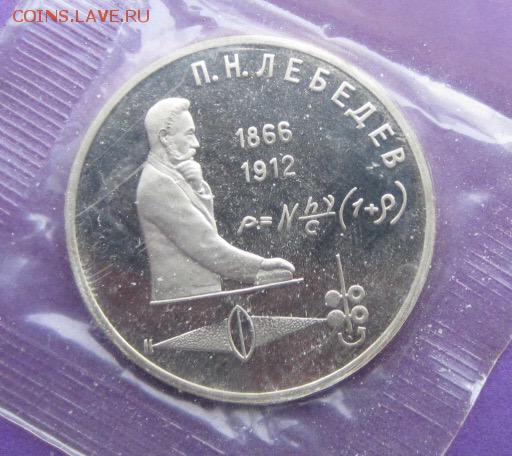 COINS.LAVE.RU
П.Н.ЛЕБЕДЕВ
1866
1912
p=N hν/c (1+ρ)